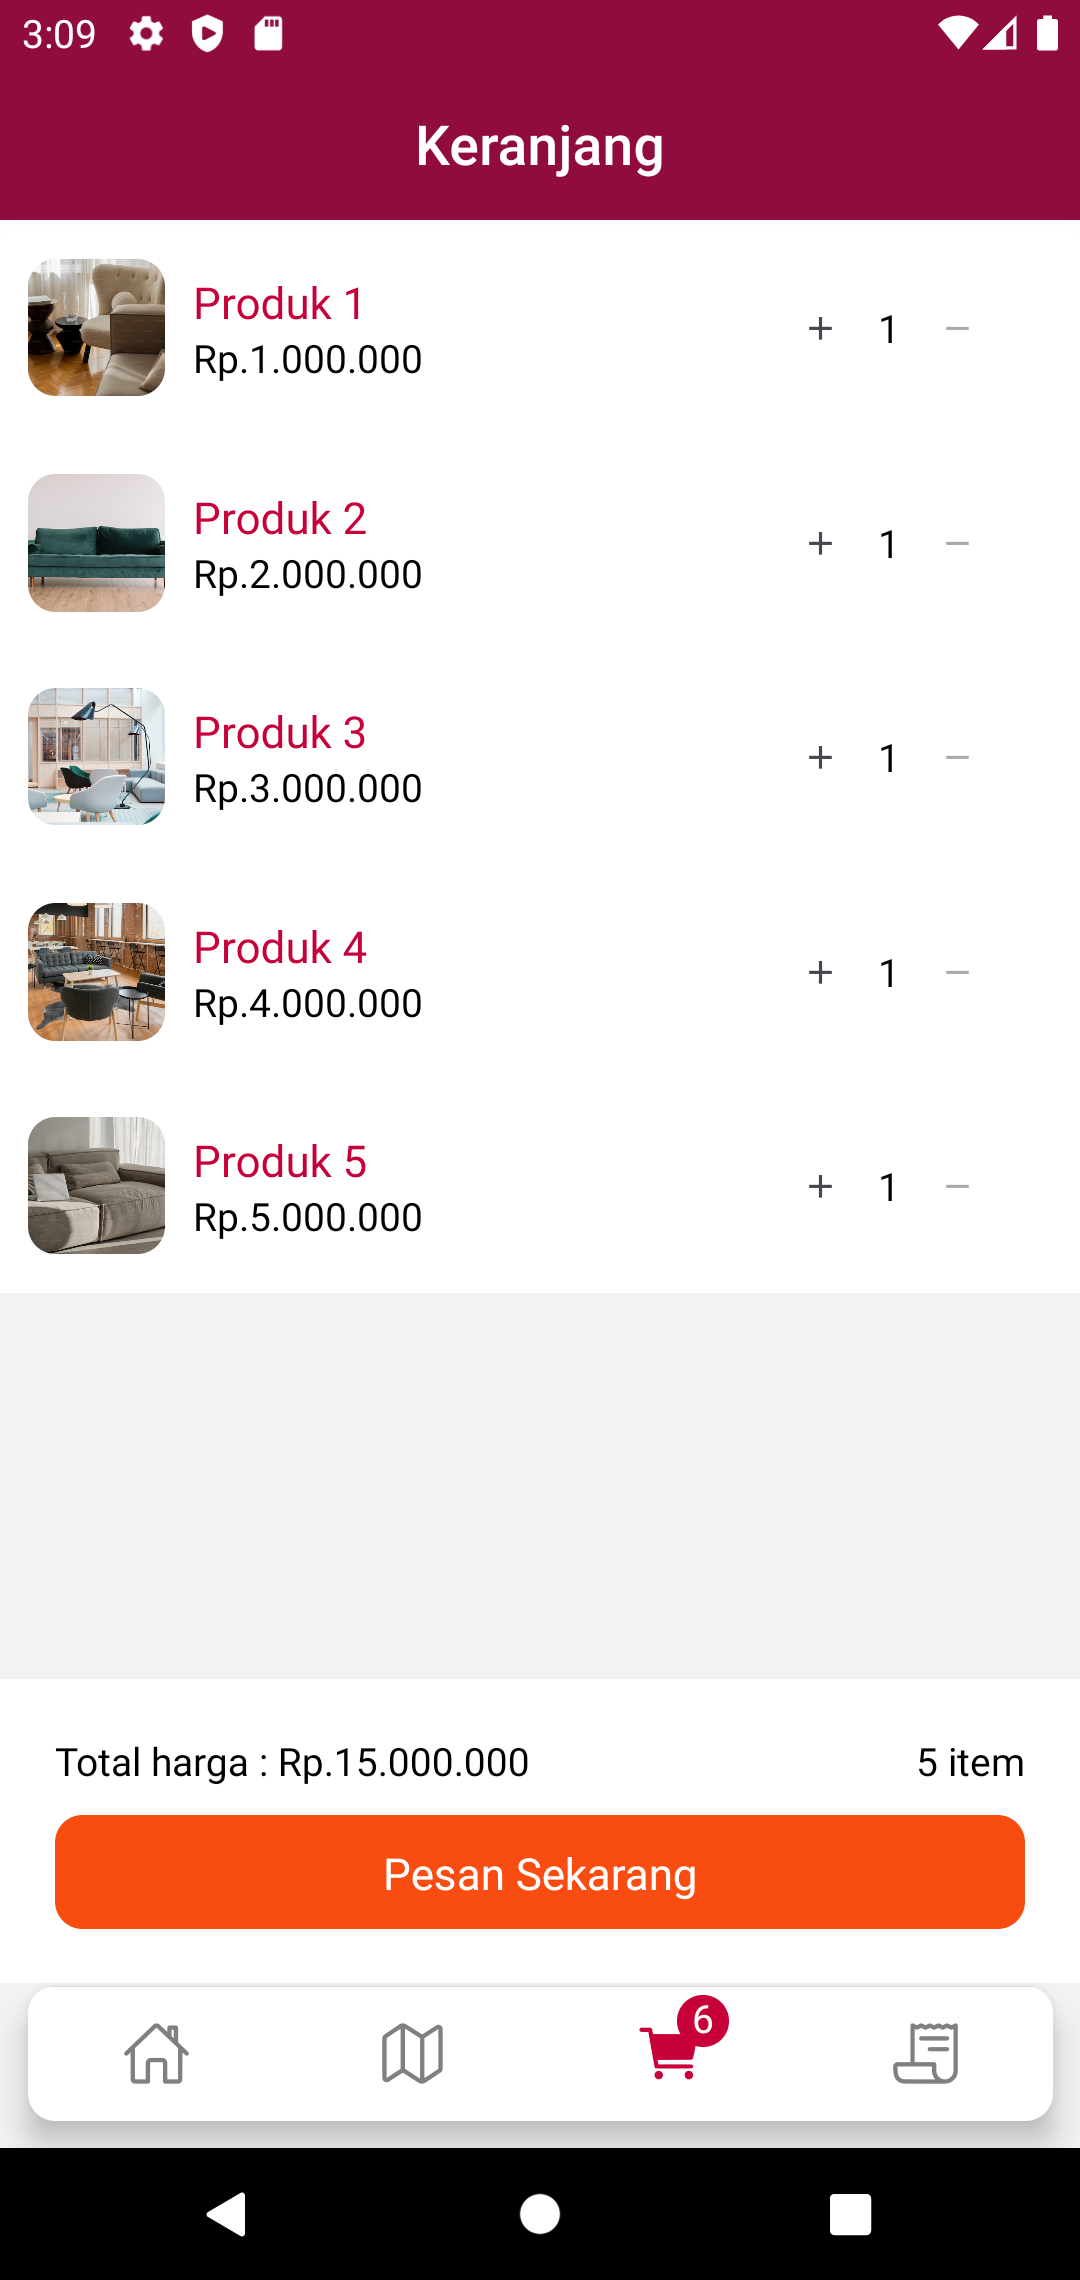 3:09
Keranjang
Produk 1
Rp.1.000.000
+ 1 −
Produk 2
Rp.2.000.000
+ 1 −
Produk 3
Rp.3.000.000
+ 1 −
Produk 4
Rp.4.000.000
+ 1 −
Produk 5
Rp.5.000.000
+ 1 −
Total harga : Rp.15.000.000 5 item
Pesan Sekarang
6